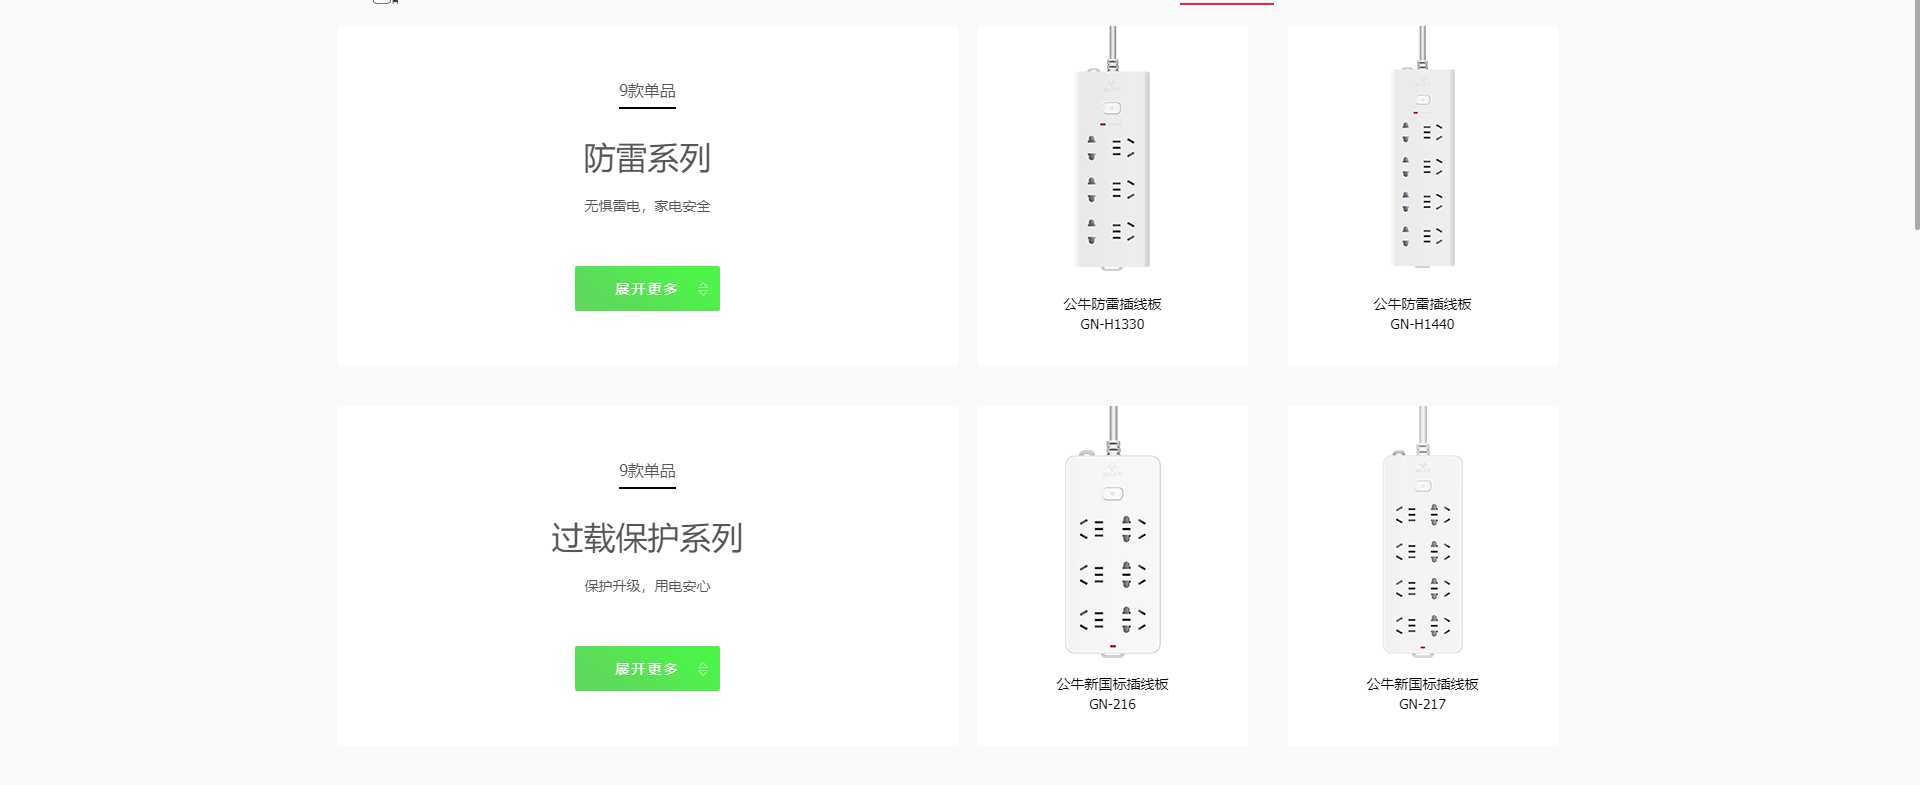 9款单品
防雷系列
无惧雷电，家电安全
展开更多
公牛防雷插线板
GN-H1330
公牛防雷插线板
GN-H1440
9款单品
过载保护系列
保护升级，用电安心
展开更多
公牛新国标插线板
GN-216
公牛新国标插线板
GN-217